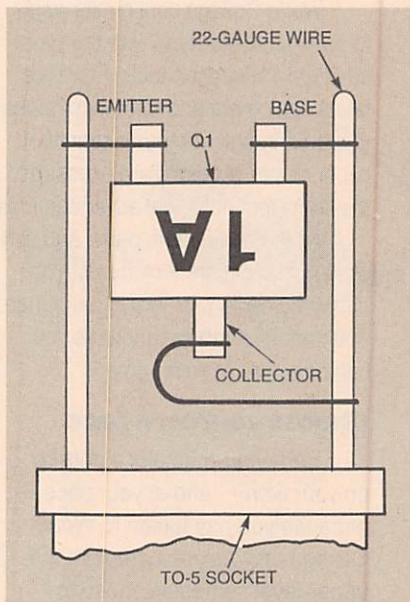 22-GAUGE WIRE
EMITTER
BASE
Q1
1A
COLLECTOR
TO-5 SOCKET